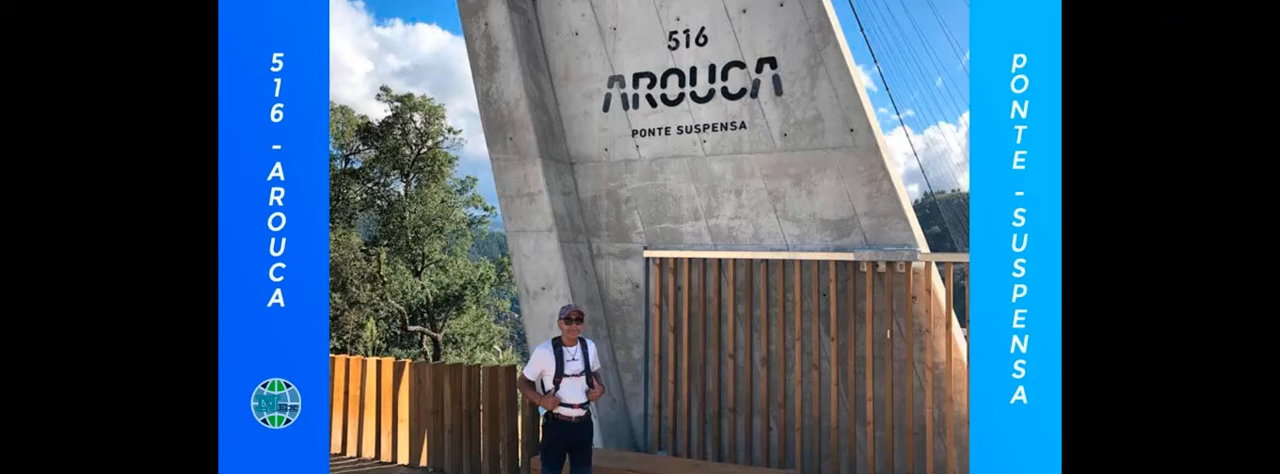 516 - AROUCA
516
AROUCA
PONTE SUSPENSA
PONTE - SUSPENSA